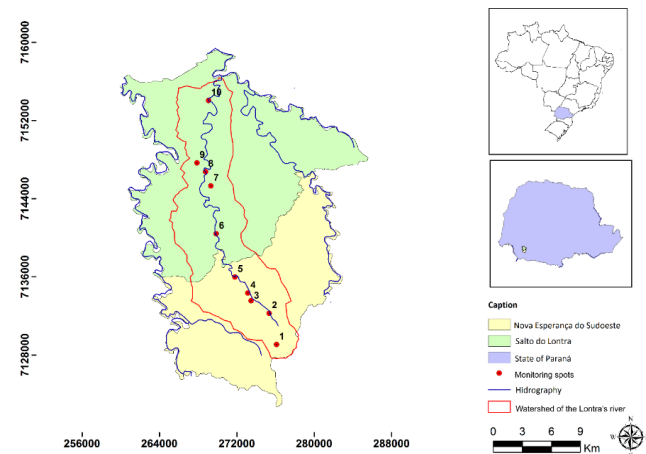 7160000
7152000
7144000
7136000
7128000
10
9
8
7
6
5
4
3
2
1
256000 264000 272000 280000 288000
Caption
Nova Esperança do Sudoeste
Salto do Lontra
State of Paraná
Monitoring spots
Hidrography
Watershed of the Lontra's river
0 3 6 9
Km
N
W E
S